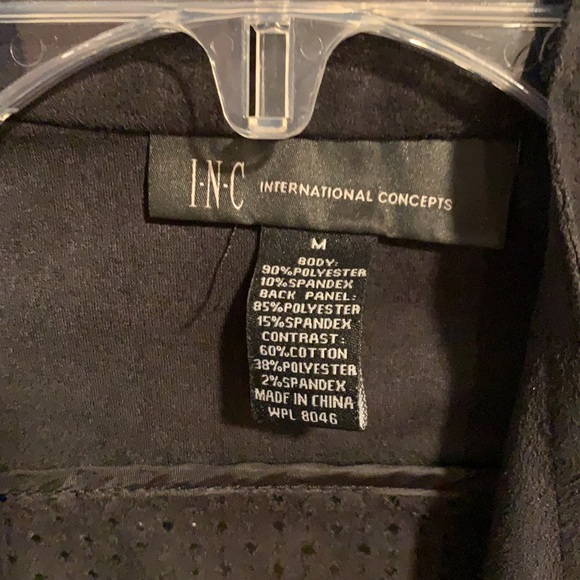 I·N·C INTERNATIONAL CONCEPTS
M
BODY:
90%POLYESTER
10%SPANDEX
BACK PANEL:
85%POLYESTER
15%SPANDEX
CONTRAST:
60%COTTON
38%POLYESTER
2%SPANDEX
MADE IN CHINA
WPL 8046